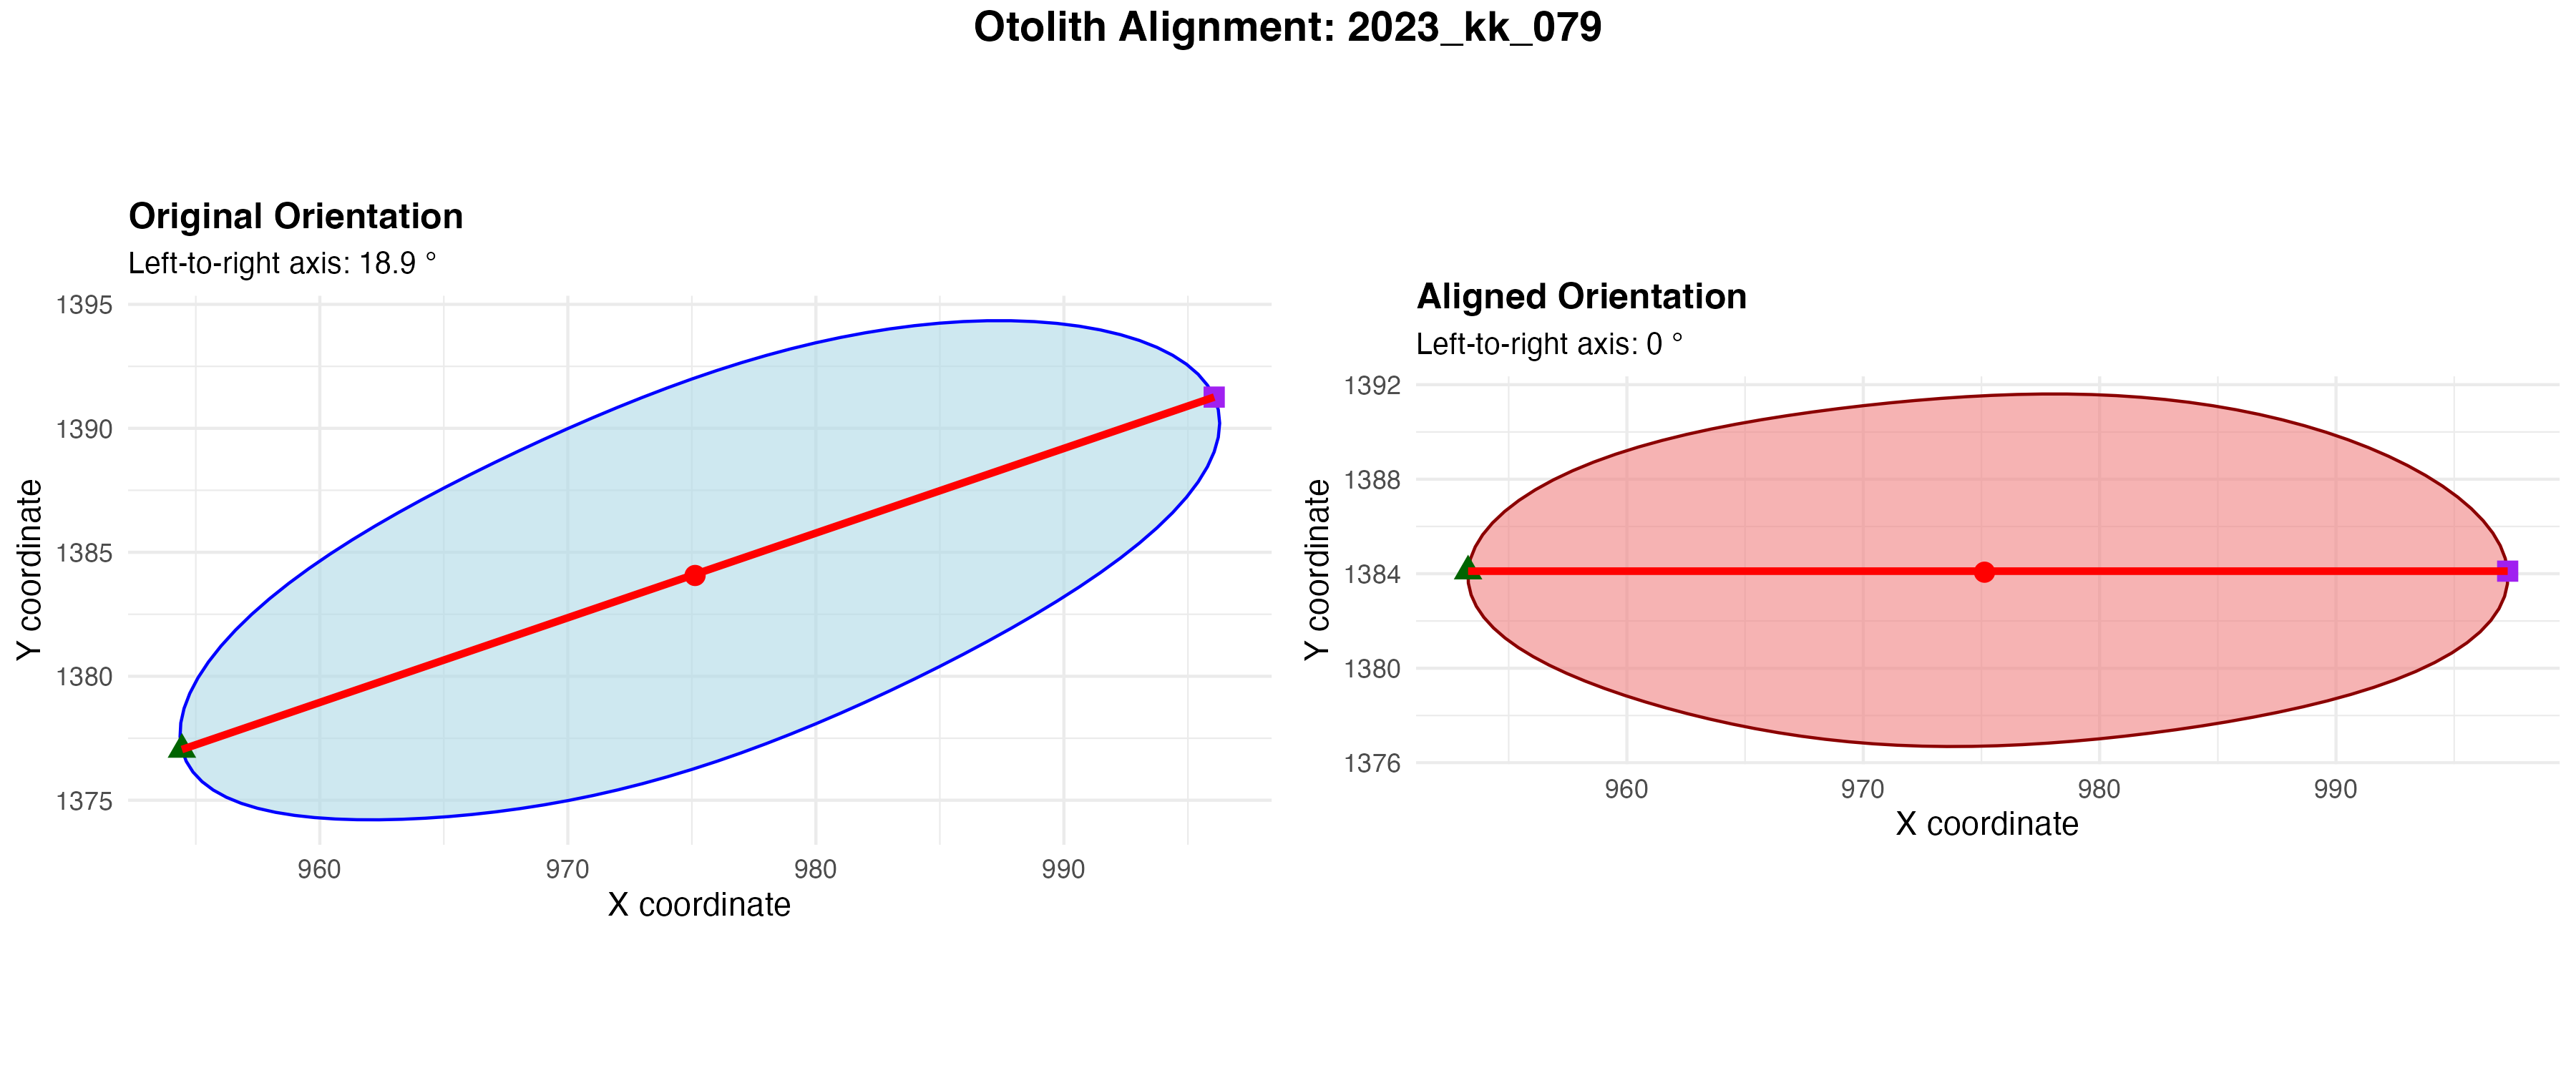 Otolith Alignment: 2023_kk_079
Original Orientation
Left-to-right axis: 18.9 °
1395
1390
1385
1380
1375
Y coordinate
960 970 980 990
X coordinate
Aligned Orientation
Left-to-right axis: 0 °
1392
1388
1384
1380
1376
Y coordinate
960 970 980 990
X coordinate